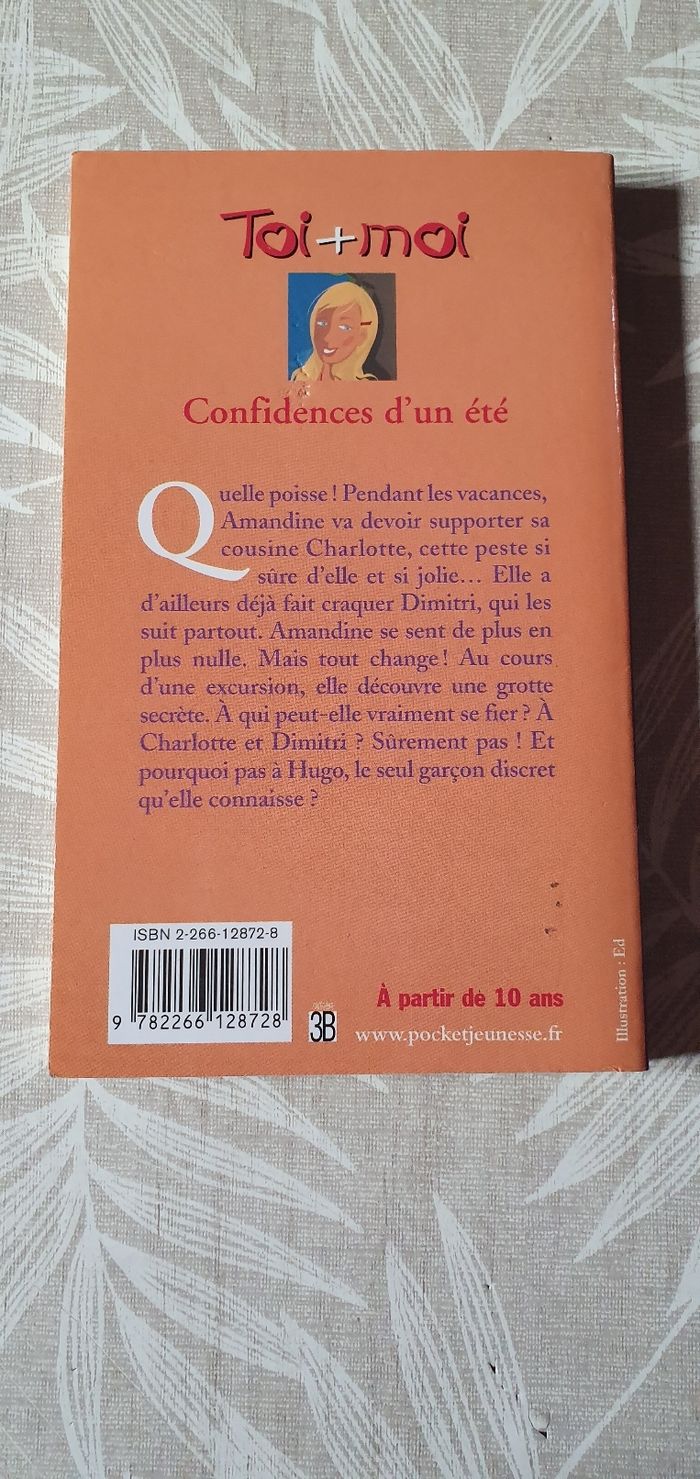 Toi+moi
Confidences d'un été
Quelle poisse ! Pendant les vacances,
Amandine va devoir supporter sa
cousine Charlotte, cette peste si
sûre d'elle et si jolie... Elle a
d'ailleurs déjà fait craquer Dimitri, qui les
suit partout. Amandine se sent de plus en
plus nulle. Mais tout change ! Au cours
d'une excursion, elle découvre une grotte
secrète. À qui peut-elle vraiment se fier ? À
Charlotte et Dimitri ? Sûrement pas ! Et
pourquoi pas à Hugo, le seul garçon discret
qu'elle connaisse ?
ISBN 2-266-12872-8
9 782266 128728
3B
À partir de 10 ans
www.pocketjeunesse.fr
Illustration : Ed